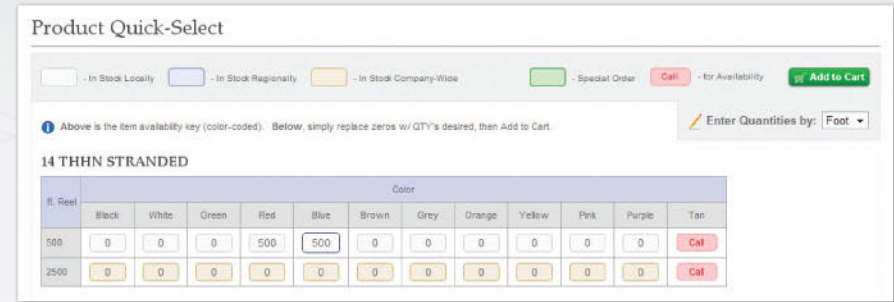 Product Quick-Select
- In Stock Locally - In Stock Regionally - In Stock Company-Wide - Special Order Call - for Availability Add to Cart
i Above is the item availability key (color-coded). Below, simply replace zeros w/ QTY's desired, then Add to Cart.
Enter Quantities by: Foot
14 THHN STRANDED
ft. Reel Color
Black White Green Red Blue Brown Grey Orange Yellow Pink Purple Tan
500 0 0 0 500 500 0 0 0 0 0 0 Call
2500 0 0 0 0 0 0 0 0 0 0 0 Call